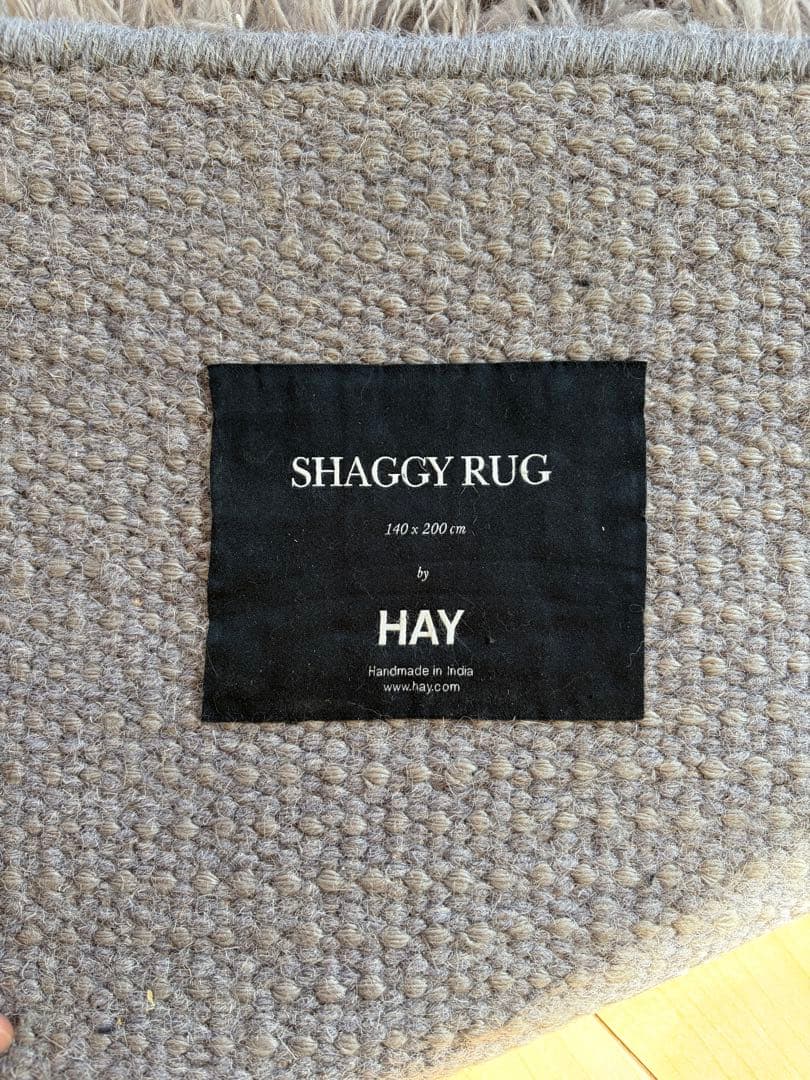 SHAGGY RUG
140 x 200 cm
by
HAY
Handmade in India
www.hay.com